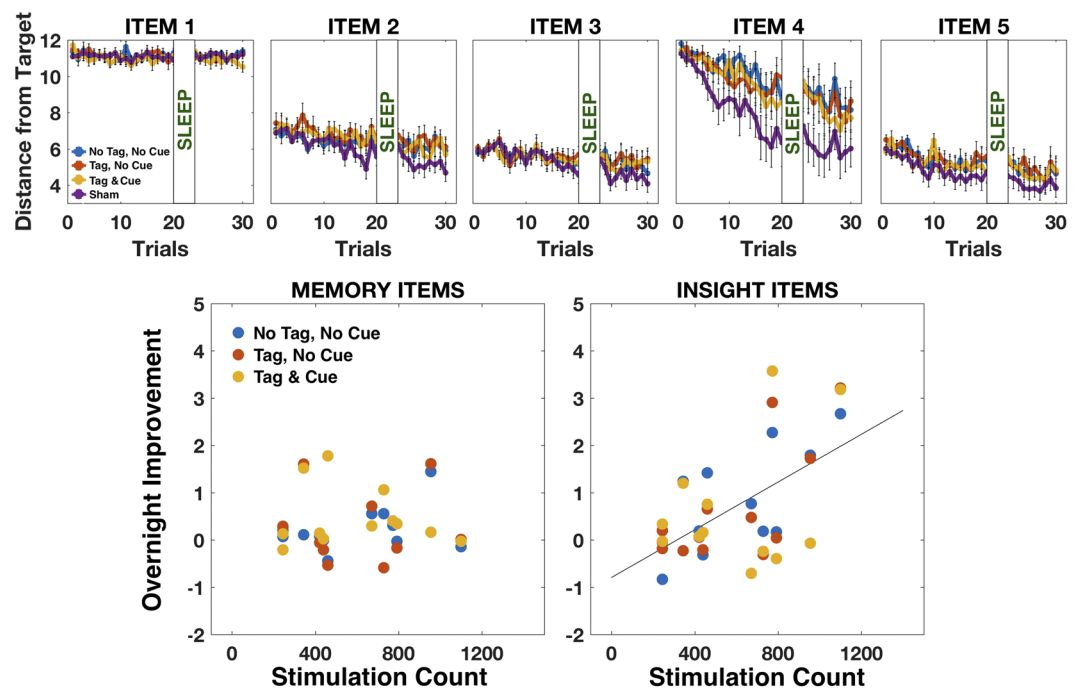 ITEM 1
ITEM 2
ITEM 3
ITEM 4
ITEM 5
Distance from Target
12
10
8
6
4
No Tag, No Cue
Tag, No Cue
Tag & Cue
Sham
SLEEP
SLEEP
SLEEP
SLEEP
SLEEP
0 10 20 30
0 10 20 30
0 10 20 30
0 10 20 30
0 10 20 30
Trials
Trials
Trials
Trials
Trials
MEMORY ITEMS
INSIGHT ITEMS
Overnight Improvement
5
4
3
2
1
0
-1
-2
No Tag, No Cue
Tag, No Cue
Tag & Cue
5
4
3
2
1
0
-1
-2
0 400 800 1200
0 400 800 1200
Stimulation Count
Stimulation Count